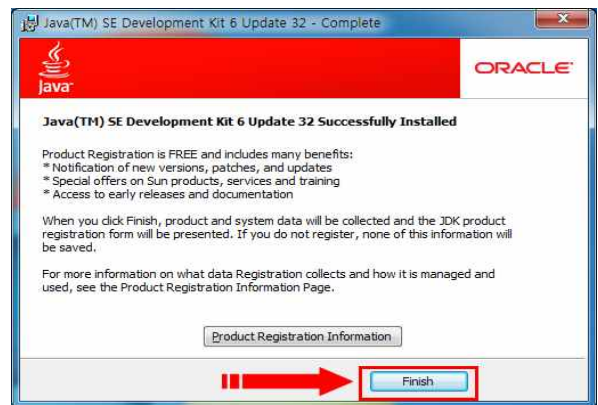 Java(TM) SE Development Kit 6 Update 32 - Complete
Java
ORACLE
Java(TM) SE Development Kit 6 Update 32 Successfully Installed
Product Registration is FREE and includes many benefits:
* Notification of new versions, patches, and updates
* Special offers on Sun products, services and training
* Access to early releases and documentation
When you click Finish, product and system data will be collected and the JDK product
registration form will be presented. If you do not register, none of this information will
be saved.
For more information on what data Registration collects and how it is managed and
used, see the Product Registration Information Page.
Product Registration Information
Finish